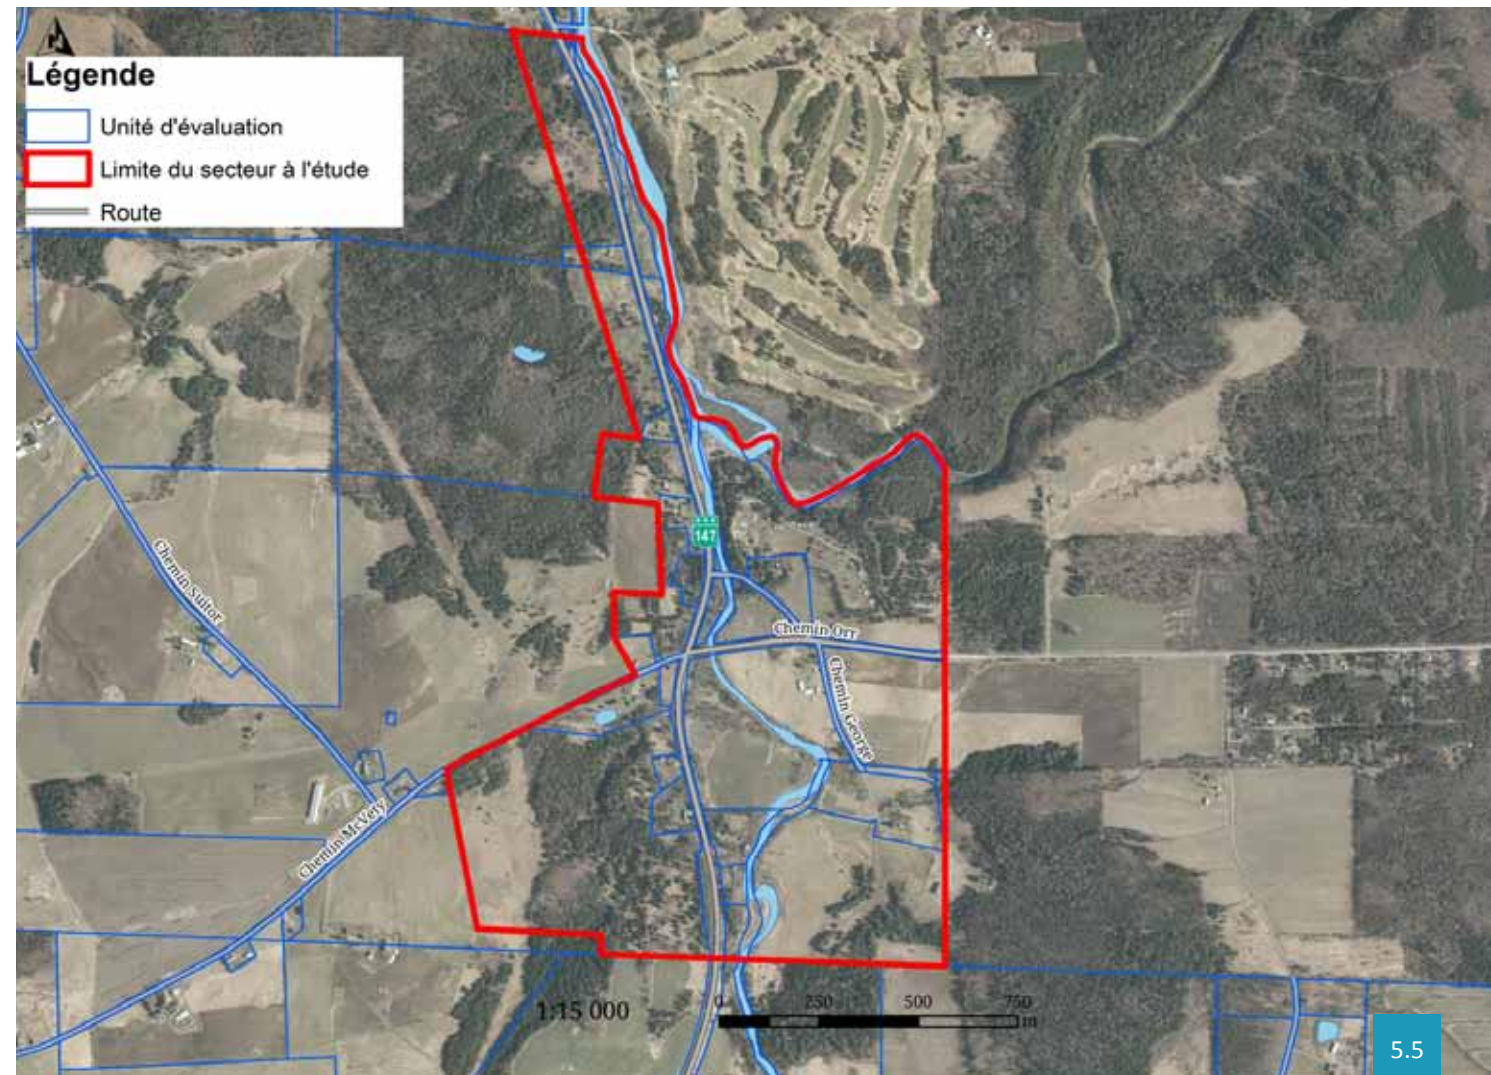 Légende
Unité d'évaluation
Limite du secteur à l'étude
Route
147
Chemin Suitor
Chemin Orr
Chemin George
Chemin McVety
1:15 000
0 250 500 750
m
5.5